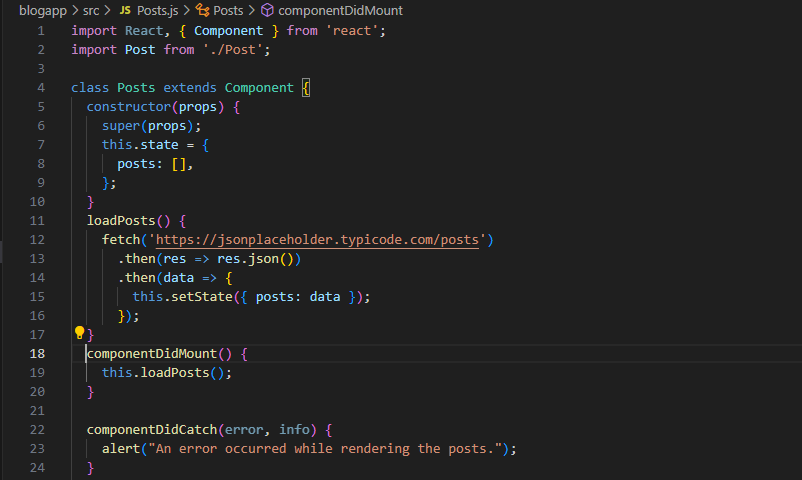 blogapp > src > JS Posts.js > Posts > componentDidMount
1 import React, { Component } from 'react';
2 import Post from './Post';
3
4 class Posts extends Component {
5 constructor(props) {
6 super(props);
7 this.state = {
8 posts: [],
9 };
10 }
11 loadPosts() {
12 fetch('https://jsonplaceholder.typicode.com/posts')
13 .then(res => res.json())
14 .then(data => {
15 this.setState({ posts: data });
16 });
17 }
18 componentDidMount() {
19 this.loadPosts();
20 }
21
22 componentDidCatch(error, info) {
23 alert("An error occurred while rendering the posts.");
24 }